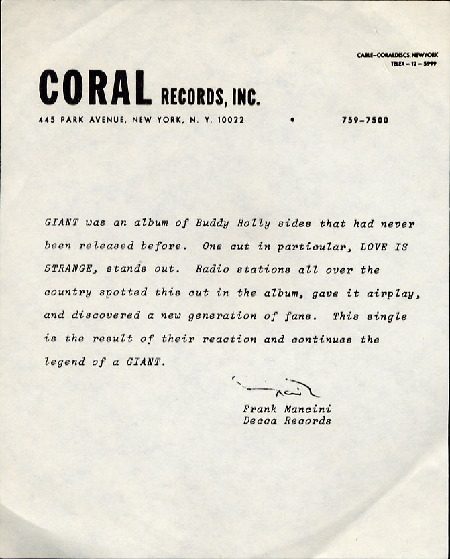 CABLE-CORALDISCS NEWYORK
TELEX - 12 - 5999
CORAL RECORDS, INC.
445 PARK AVENUE, NEW YORK, N. Y. 10022 • 759-7500
GIANT was an album of Buddy Holly sides that had never
been released before. One cut in particular, LOVE IS
STRANGE, stands out. Radio stations all over the
country spotted this cut in the album, gave it airplay,
and discovered a new generation of fans. This single
is the result of their reaction and continues the
legend of a GIANT.
Frank Mancini
Decca Records